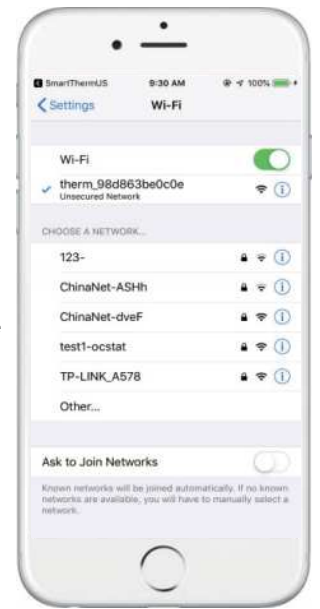 SmartThermUS 9:30 AM 100%
Settings Wi-Fi
Wi-Fi
therm_98d863be0c0e
Unsecured Network
CHOOSE A NETWORK...
123-
ChinaNet-ASHh
ChinaNet-dveF
test1-ocstat
TP-LINK_A578
Other...
Ask to Join Networks
Known networks will be joined automatically. If no known
networks are available, you will have to manually select a
network.